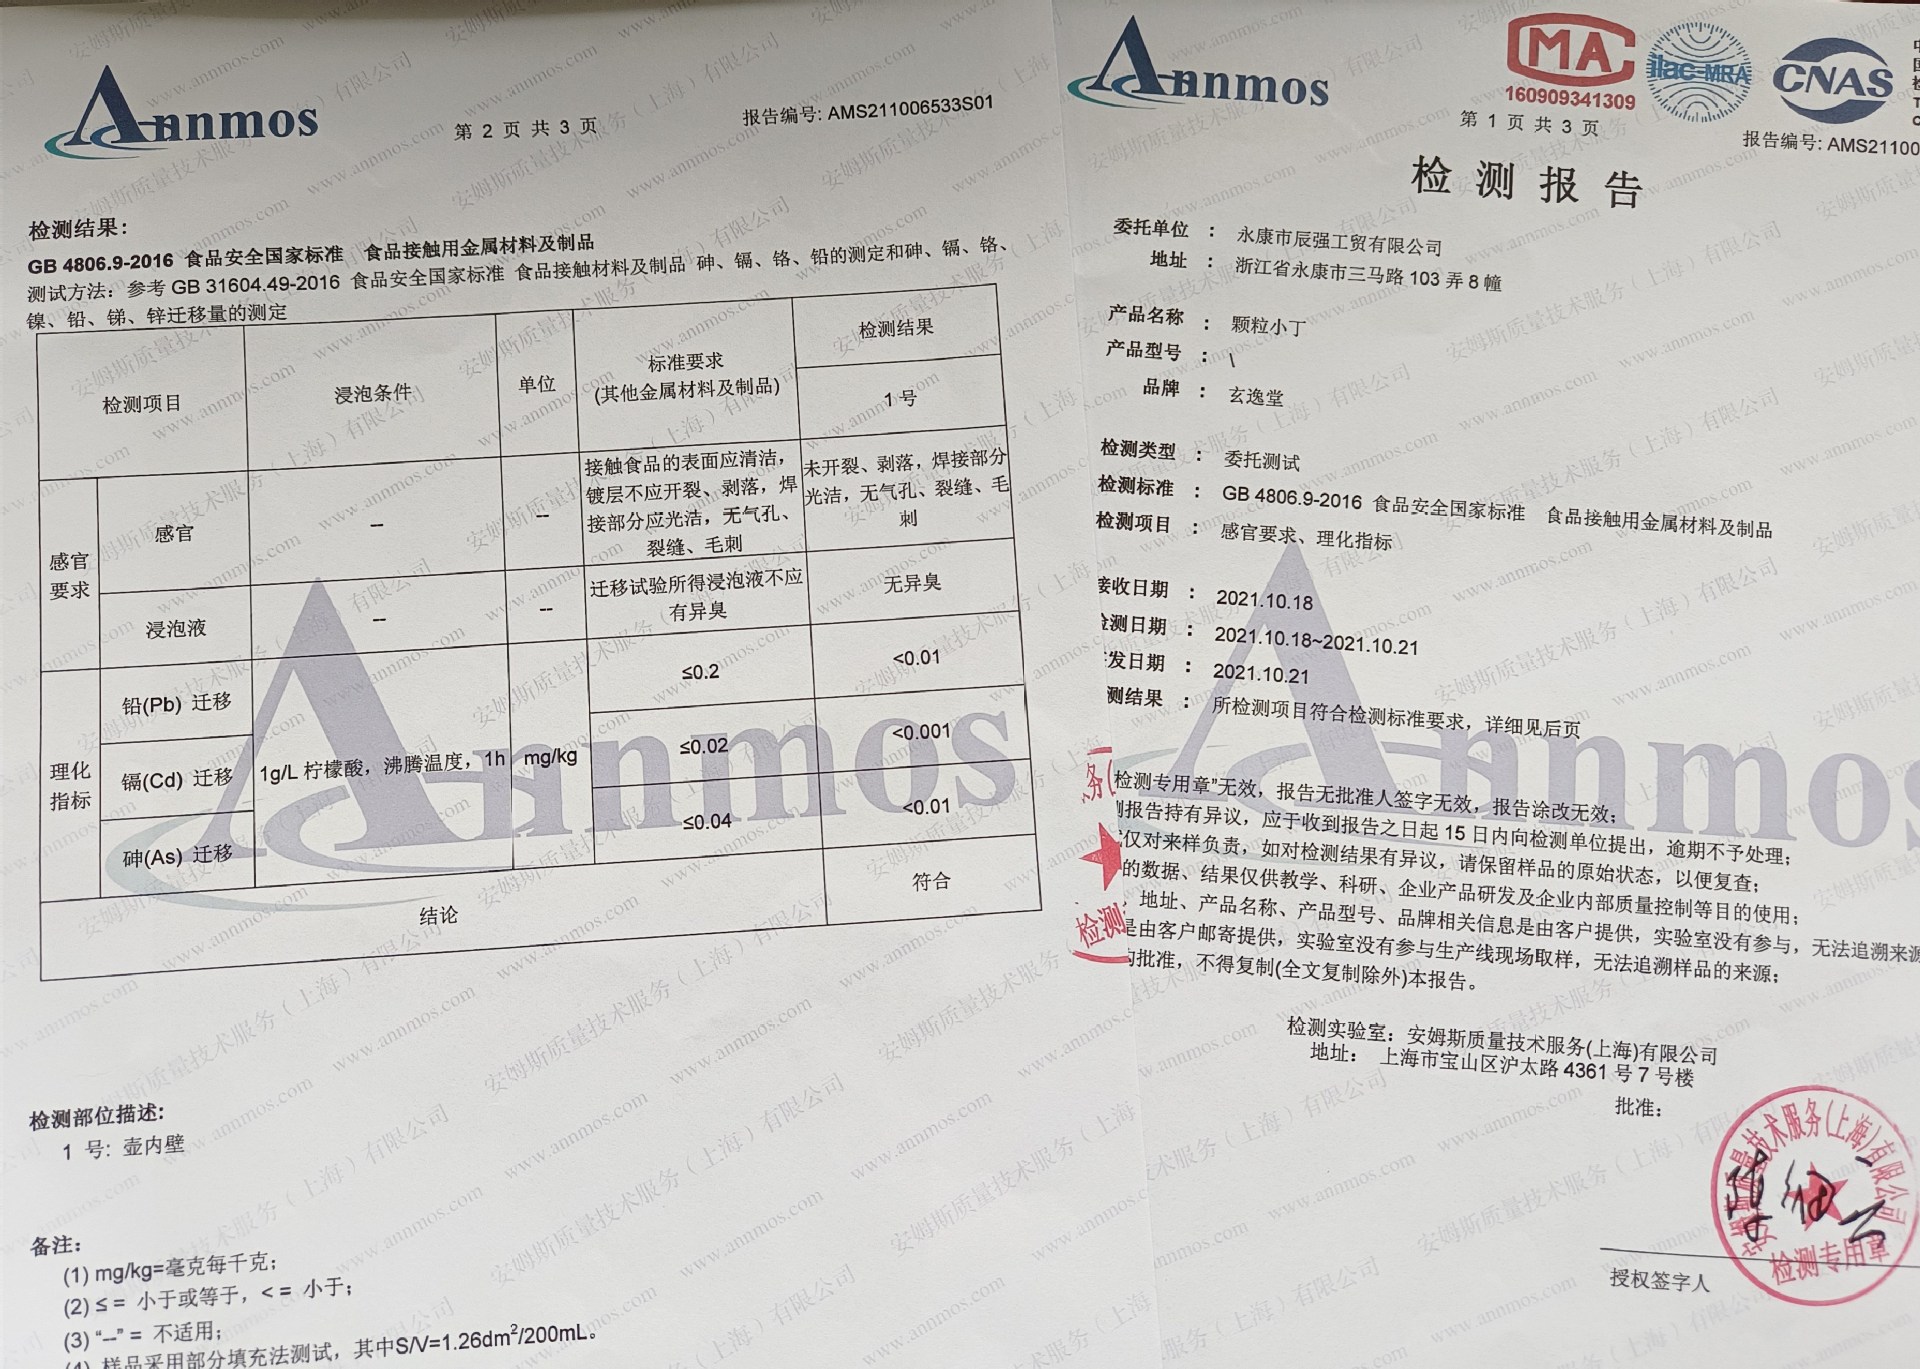 Annmos
第 2 页 共 3 页
报告编号: AMS211006533S01
检测结果:
GB 4806.9-2016 食品安全国家标准 食品接触用金属材料及制品
测试方法: 参考 GB 31604.49-2016 食品安全国家标准 食品接触材料及制品 砷、镉、铬、铅的测定和砷、镉、铬、
镍、铅、锑、锌迁移量的测定
检测项目
浸泡条件
单位
标准要求
(其他金属材料及制品)
检测结果
1 号
感官
要求
感官
--
--
接触食品的表面应清洁，
镀层不应开裂、剥落，焊
接部分应光洁，无气孔、
裂缝、毛刺
未开裂、剥落，焊接部分
光洁，无气孔、裂缝、毛
刺
浸泡液
--
--
迁移试验所得浸泡液不应
有异臭
无异臭
理化
指标
铅(Pb) 迁移
1g/L 柠檬酸，沸腾温度，1h
mg/kg
≤0.2
<0.01
镉(Cd) 迁移
≤0.02
<0.001
砷(As) 迁移
≤0.04
<0.01
结论
符合
检测部位描述:
1 号: 壶内壁
备注:
(1) mg/kg=毫克每千克;
(2) ≤ = 小于或等于，< = 小于;
(3) “--” = 不适用;
(4) 样品采用部分填充法测试，其中S/V=1.26dm²/200mL。
Annmos
MA
160909341309
ilac-MRA
CNAS
第 1 页 共 3 页
报告编号: AMS21100
检测报告
委托单位 : 永康市辰强工贸有限公司
地址 : 浙江省永康市三马路 103 弄 8 幢
产品名称 : 颗粒小丁
产品型号 : \
品牌 : 玄逸堂
检测类型 : 委托测试
检测标准 : GB 4806.9-2016 食品安全国家标准 食品接触用金属材料及制品
检测项目 : 感官要求、理化指标
接收日期 : 2021.10.18
检测日期 : 2021.10.18~2021.10.21
发日期 : 2021.10.21
测结果 : 所检测项目符合检测标准要求，详细见后页
检测专用章”无效，报告无批准人签字无效，报告涂改无效;
报告持有异议，应于收到报告之日起 15 日内向检测单位提出，逾期不予处理;
仅对来样负责，如对检测结果有异议，请保留样品的原始状态，以便复查;
的数据、结果仅供教学、科研、企业产品研发及企业内部质量控制等目的使用;
、地址、产品名称、产品型号、品牌相关信息是由客户提供，实验室没有参与，无法追溯来源
是由客户邮寄提供，实验室没有参与生产线现场取样，无法追溯样品的来源;
批准，不得复制(全文复制除外)本报告。
检测实验室: 安姆斯质量技术服务(上海)有限公司
地址: 上海市宝山区沪太路 4361 号 7 号楼
批准:
安姆斯质量技术服务(上海)有限公司
检测专用章
授权签字人